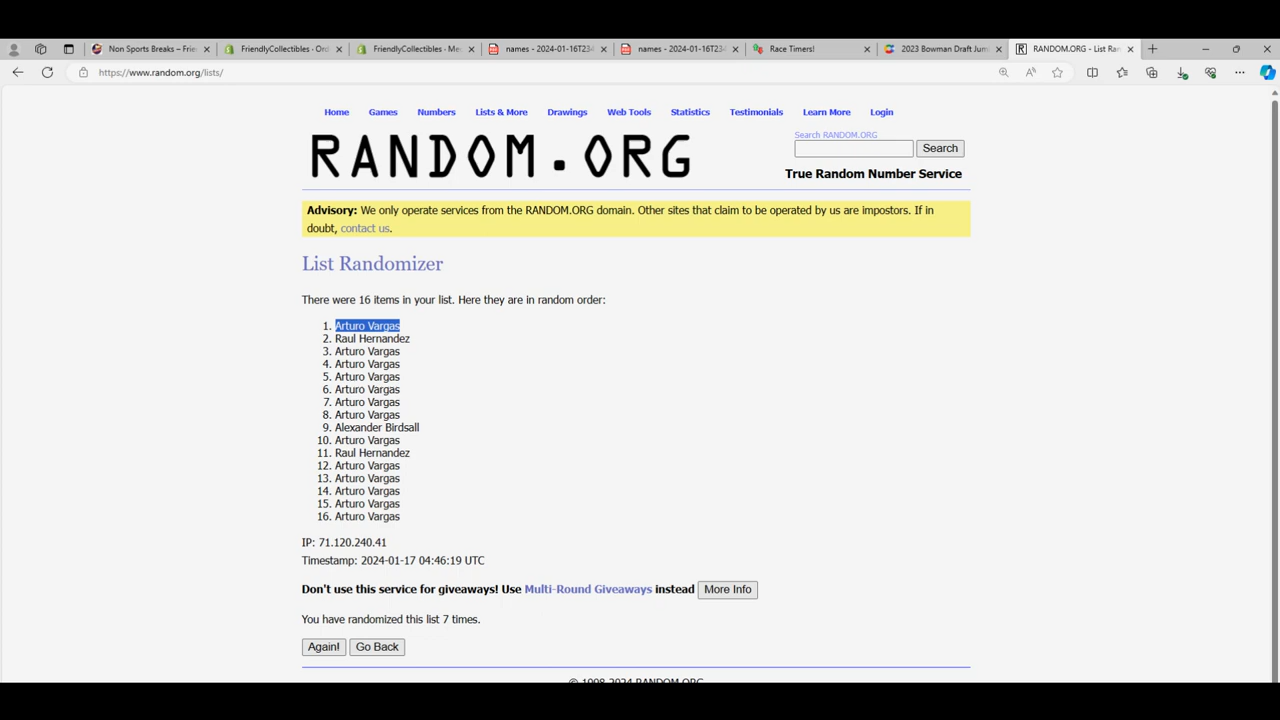 Non Sports Breaks – Frie
FriendlyCollectibles · Ord
FriendlyCollectibles · Me
names - 2024-01-16T234
names - 2024-01-16T234
Race Timers!
2023 Bowman Draft Jum
RANDOM.ORG - List Ran
https://www.random.org/lists/
Home Games Numbers Lists & More Drawings Web Tools Statistics Testimonials Learn More Login
RANDOM.ORG
Search RANDOM.ORG
Search
True Random Number Service
Advisory: We only operate services from the RANDOM.ORG domain. Other sites that claim to be operated by us are impostors. If in
doubt, contact us.
List Randomizer
There were 16 items in your list. Here they are in random order:
1. Arturo Vargas
2. Raul Hernandez
3. Arturo Vargas
4. Arturo Vargas
5. Arturo Vargas
6. Arturo Vargas
7. Arturo Vargas
8. Arturo Vargas
9. Alexander Birdsall
10. Arturo Vargas
11. Raul Hernandez
12. Arturo Vargas
13. Arturo Vargas
14. Arturo Vargas
15. Arturo Vargas
16. Arturo Vargas
IP: 71.120.240.41
Timestamp: 2024-01-17 04:46:19 UTC
Don't use this service for giveaways! Use Multi-Round Giveaways instead More Info
You have randomized this list 7 times.
Again! Go Back
© 1998-2024 RANDOM.ORG